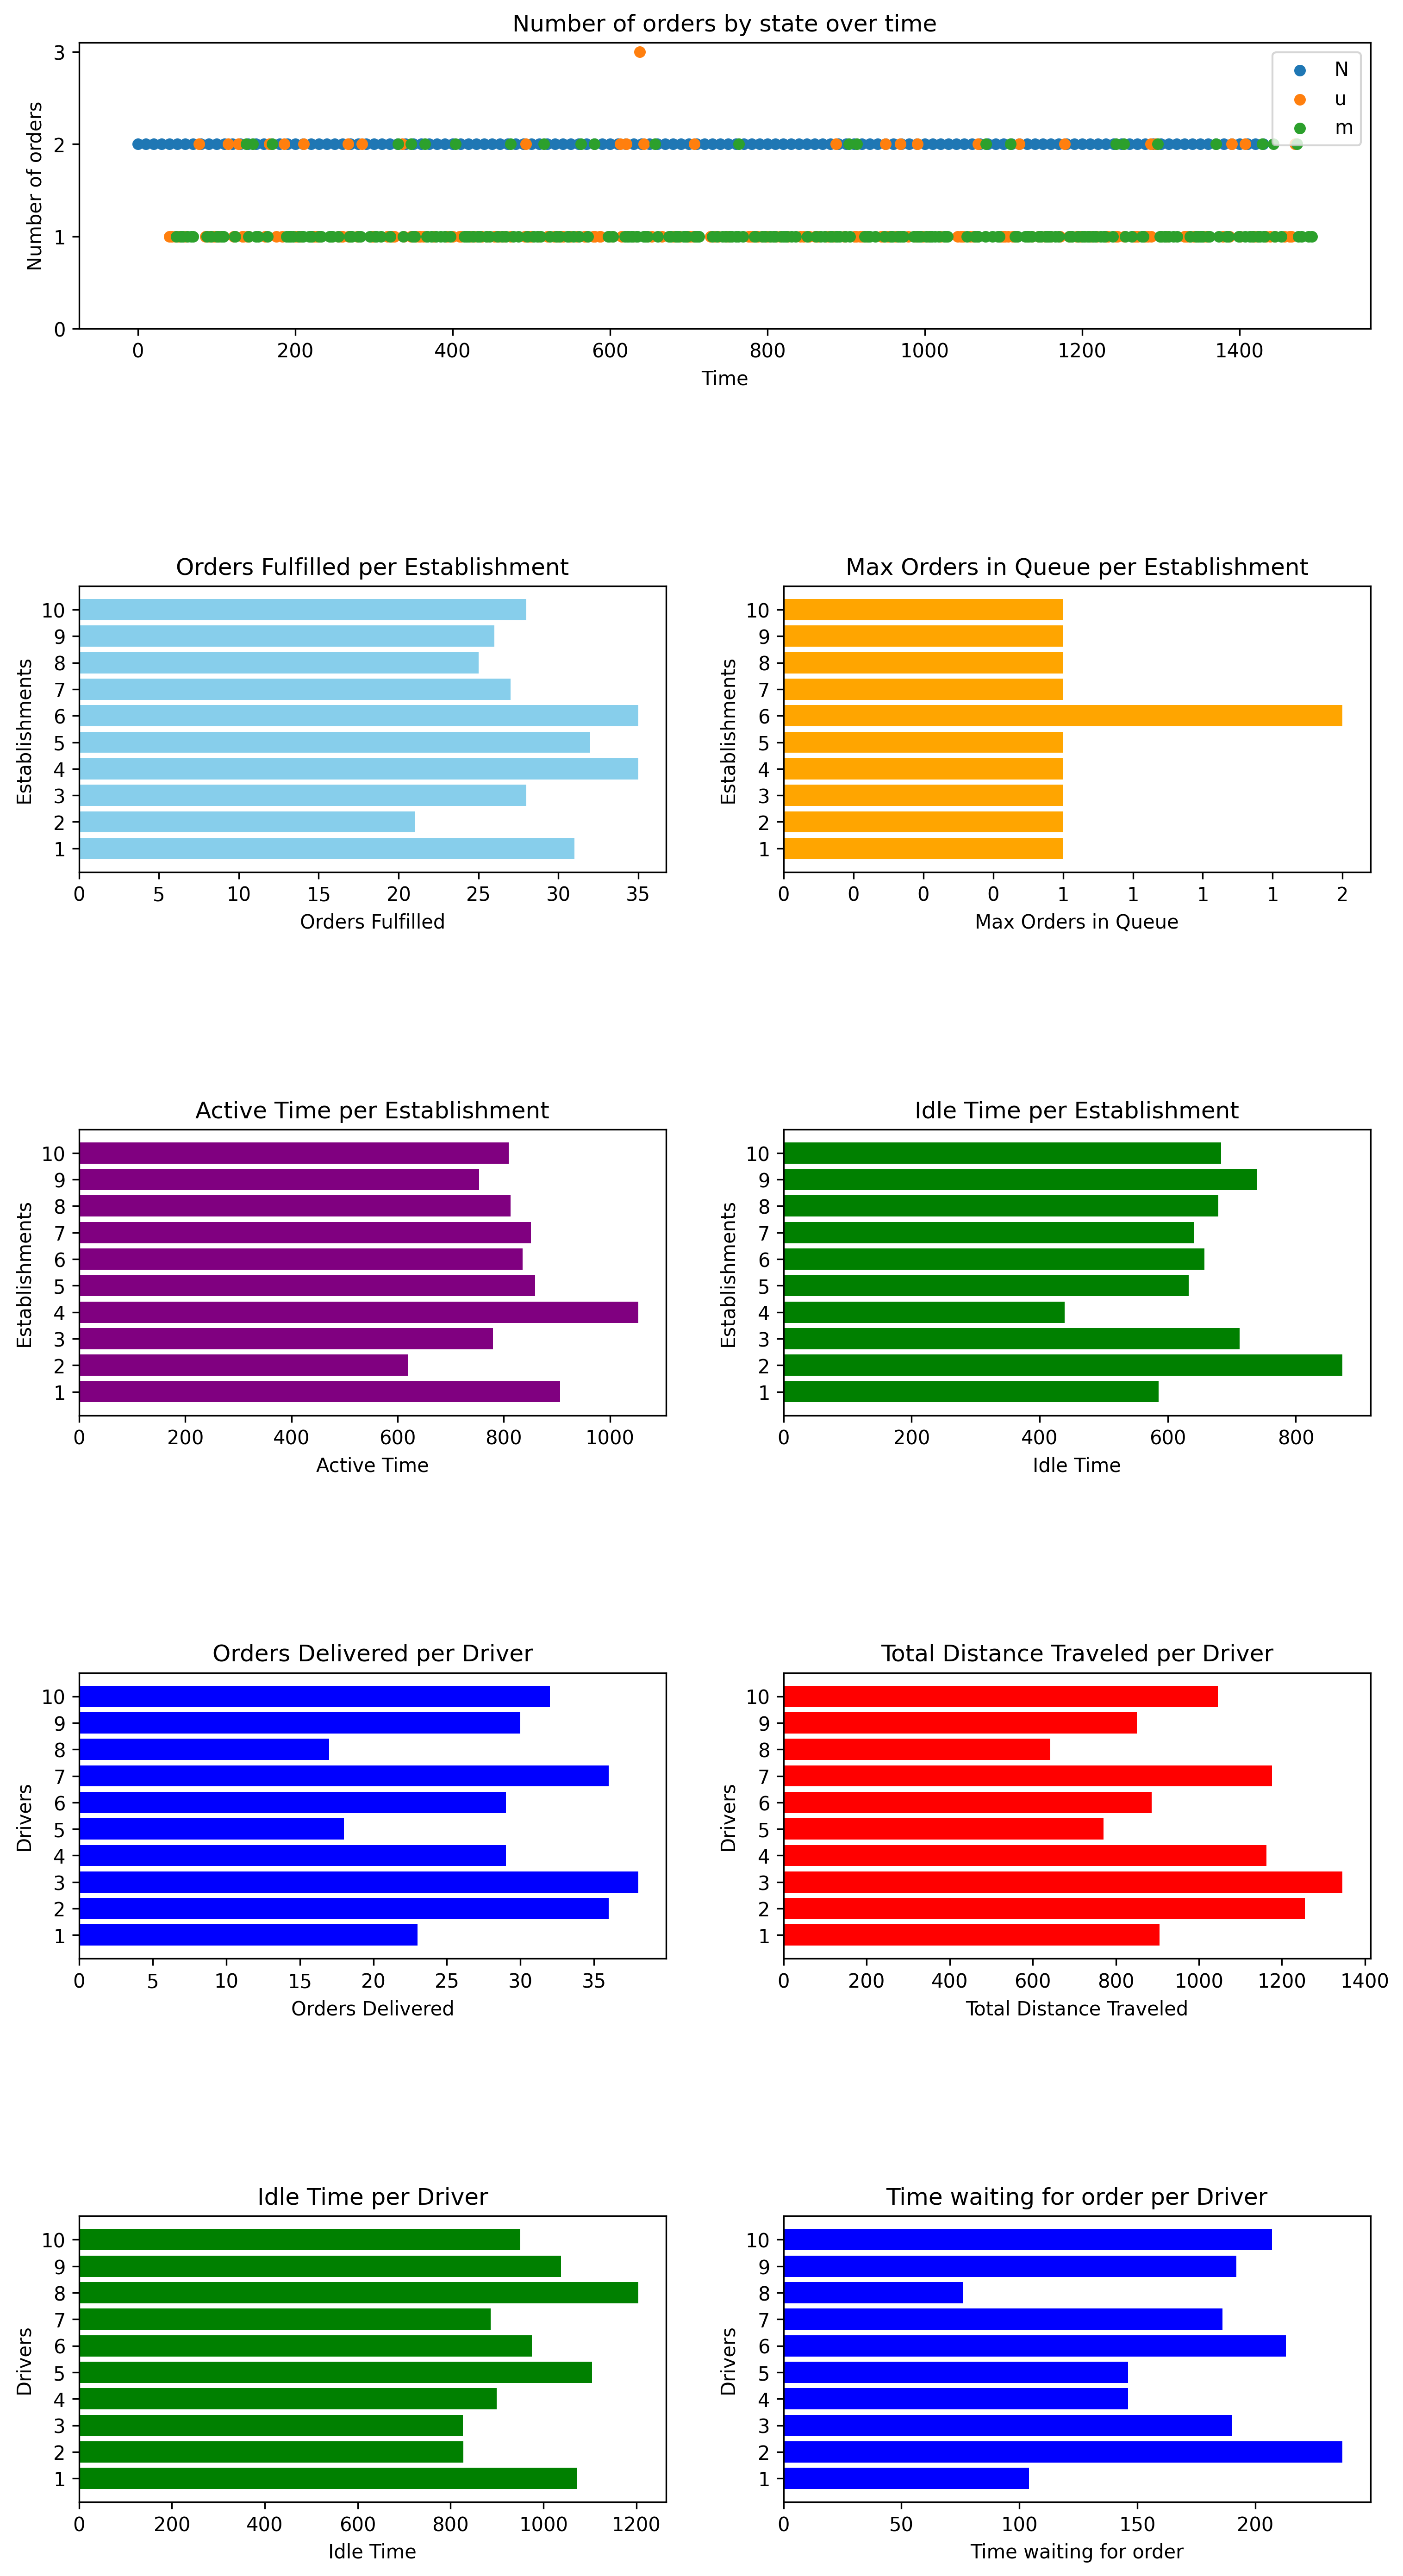 Number of orders by state over time
3
2
1
0
Number of orders
N
u
m
0 200 400 600 800 1000 1200 1400
Time
Orders Fulfilled per Establishment
10
9
8
7
6
5
4
3
2
1
Establishments
0 5 10 15 20 25 30 35
Orders Fulfilled
Max Orders in Queue per Establishment
10
9
8
7
6
5
4
3
2
1
Establishments
0 0 0 0 1 1 1 1 2
Max Orders in Queue
Active Time per Establishment
10
9
8
7
6
5
4
3
2
1
Establishments
0 200 400 600 800 1000
Active Time
Idle Time per Establishment
10
9
8
7
6
5
4
3
2
1
Establishments
0 200 400 600 800
Idle Time
Orders Delivered per Driver
10
9
8
7
6
5
4
3
2
1
Drivers
0 5 10 15 20 25 30 35
Orders Delivered
Total Distance Traveled per Driver
10
9
8
7
6
5
4
3
2
1
Drivers
0 200 400 600 800 1000 1200 1400
Total Distance Traveled
Idle Time per Driver
10
9
8
7
6
5
4
3
2
1
Drivers
0 200 400 600 800 1000 1200
Idle Time
Time waiting for order per Driver
10
9
8
7
6
5
4
3
2
1
Drivers
0 50 100 150 200
Time waiting for order